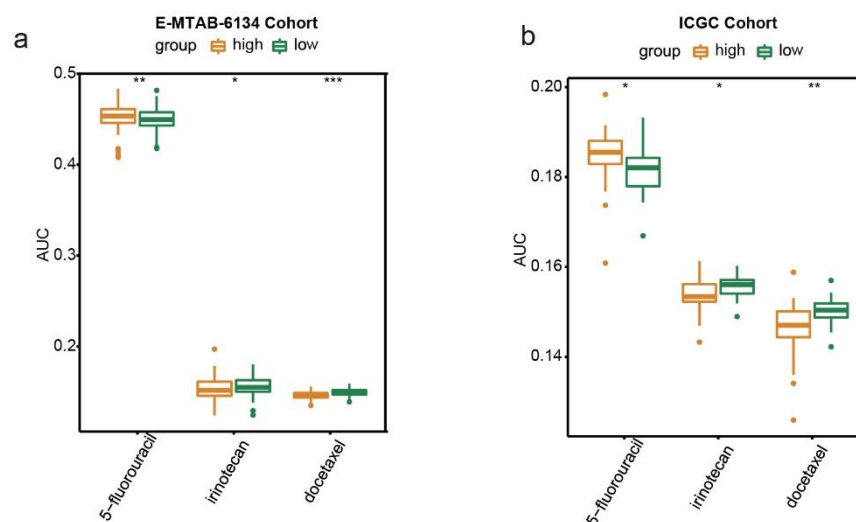 a
E-MTAB-6134 Cohort
group high low
AUC
0.5
0.4
0.3
0.2
** * ***
5-fluorouracil
irinotecan
docetaxel
b
ICGC Cohort
group high low
AUC
0.20
0.18
0.16
0.14
* * **
5-fluorouracil
irinotecan
docetaxel